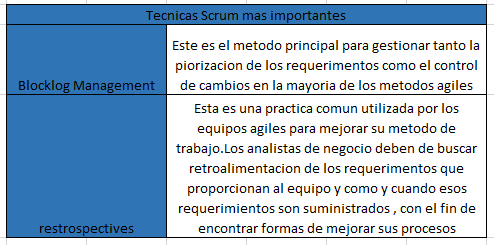 Tecnicas Scrum mas importantes
Blocklog Management
Este es el metodo principal para gestionar tanto la
piorizacion de los requerimentos como el control
de cambios en la mayoria de los metodos agiles
restrospectives
Esta es una practica comun utilizada por los
equipos agiles para mejorar su metodo de
trabajo.Los analistas de negocio deben de buscar
retroalimentacion de los requerimentos que
proporcionan al equipo y como y cuando esos
requerimientos son suministrados , con el fin de
encontrar formas de mejorar sus procesos